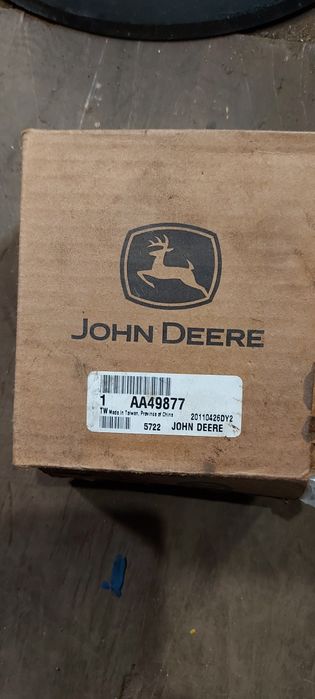 JOHN DEERE
1 AA49877
TW Made in Taiwan, Province of China 20110426DY2
5722 JOHN DEERE